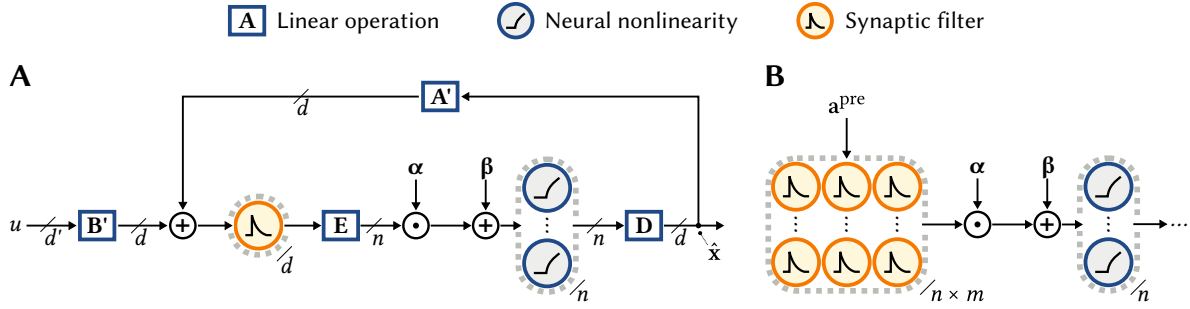 A Linear operation Neural nonlinearity Synaptic filter
A B
d A' a^pre
α β α β
u d' B' d + d E n · + n n D d x̂ · + n × m n ...